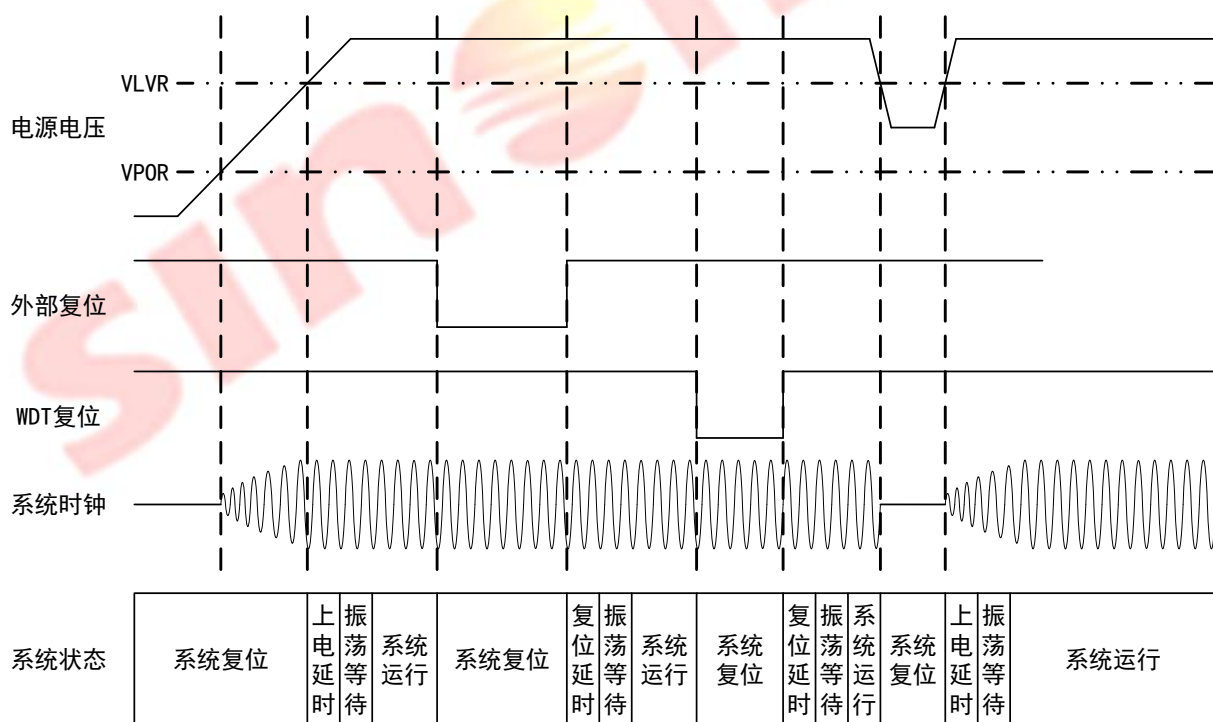 VLVR
电源电压
VPOR
外部复位
WDT复位
系统时钟
系统状态
系统复位
上电延时
振荡等待
系统运行
系统复位
复位延时
振荡等待
系统运行
系统复位
复位延时
振荡等待
系统运行
系统复位
上电延时
振荡等待
系统运行